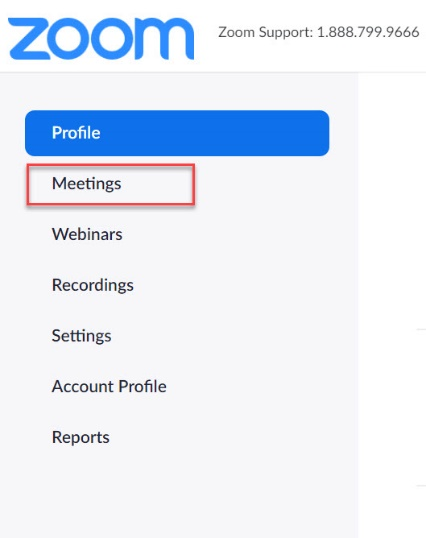 zoom Zoom Support: 1.888.799.9666
Profile
Meetings
Webinars
Recordings
Settings
Account Profile
Reports